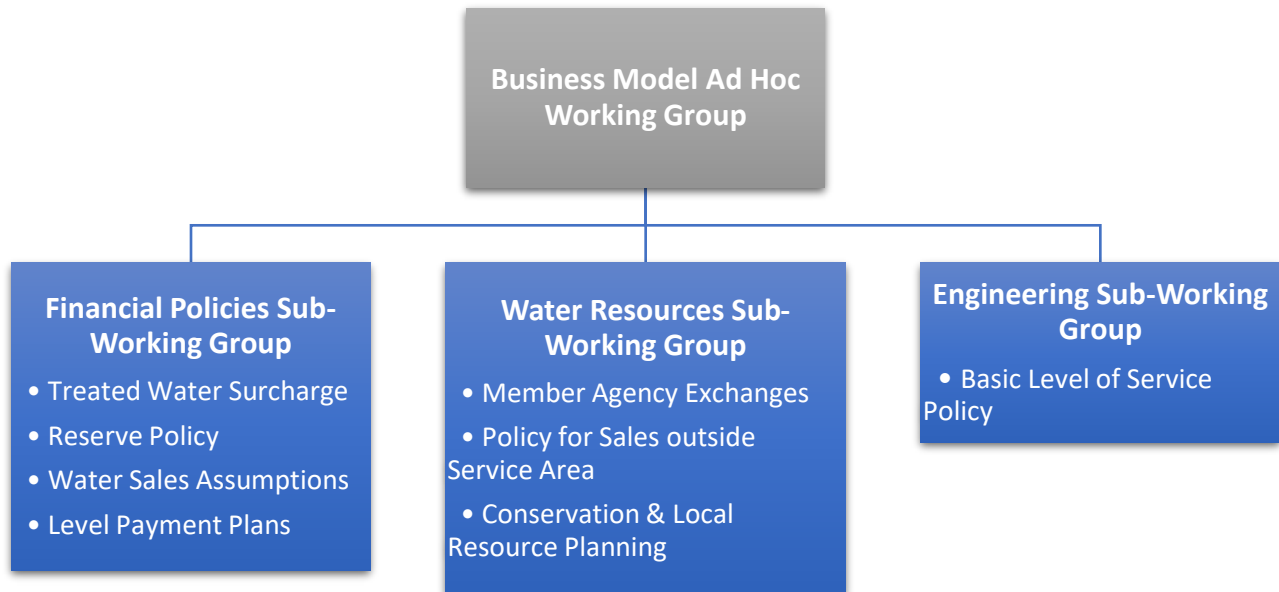 Business Model Ad Hoc
Working Group
Financial Policies Sub-
Working Group
• Treated Water Surcharge
• Reserve Policy
• Water Sales Assumptions
• Level Payment Plans
Water Resources Sub-
Working Group
• Member Agency Exchanges
• Policy for Sales outside
Service Area
• Conservation & Local
Resource Planning
Engineering Sub-Working
Group
• Basic Level of Service
Policy